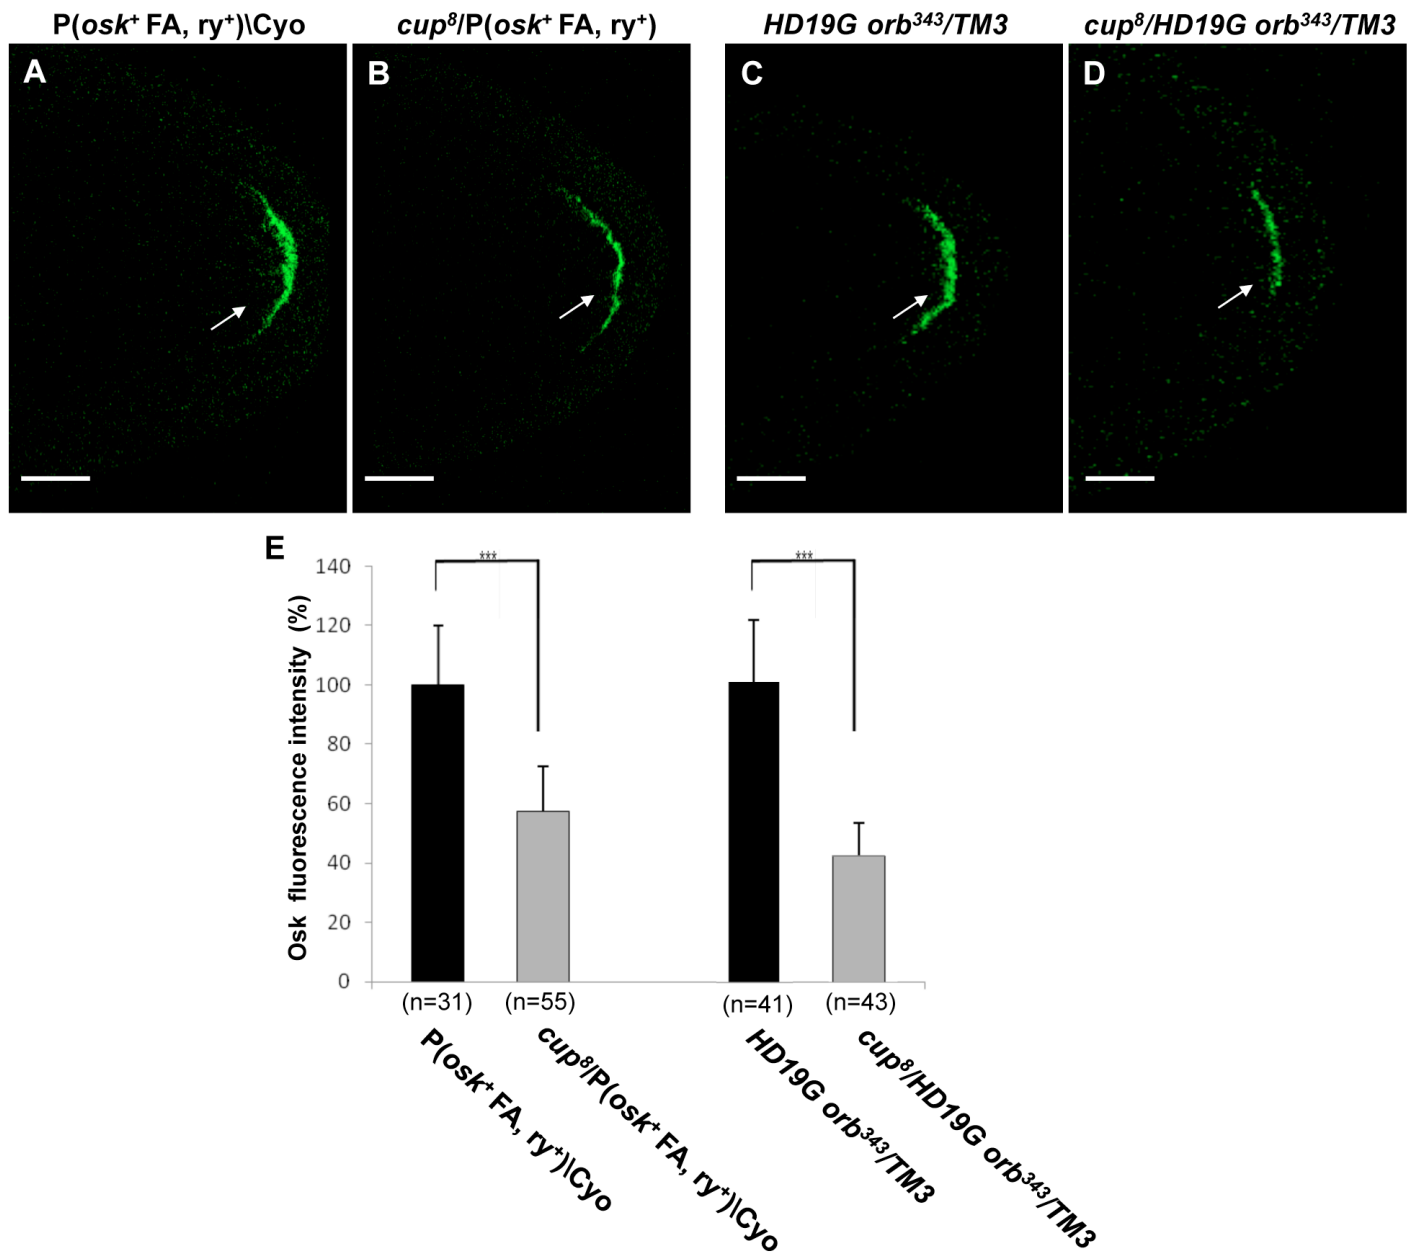 P(osk⁺ FA, ry⁺)\Cyo
cup⁸/P(osk⁺ FA, ry⁺)
HD19G orb³⁴³/TM3
cup⁸/HD19G orb³⁴³/TM3
A
B
C
D
E
Osk fluorescence intensity (%)
140
120
100
80
60
40
20
0
***
***
(n=31)
(n=55)
(n=41)
(n=43)
P(osk⁺ FA, ry⁺)\Cyo
cup⁸/P(osk⁺ FA, ry⁺)\Cyo
HD19G orb³⁴³/TM3
cup⁸/HD19G orb³⁴³/TM3